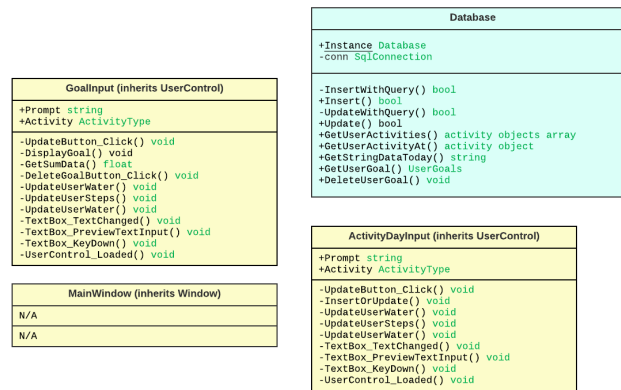 GoalInput (inherits UserControl)
+Prompt string
+Activity ActivityType
-UpdateButton_Click() void
-DisplayGoal() void
-GetSumData() float
-DeleteGoalButton_Click() void
-UpdateUserWater() void
-UpdateUserSteps() void
-UpdateUserWater() void
-TextBox_TextChanged() void
-TextBox_PreviewTextInput() void
-TextBox_KeyDown() void
-UserControl_Loaded() void
MainWindow (inherits Window)
N/A
N/A
Database
+Instance Database
-conn SqlConnection
-InsertWithQuery() bool
+Insert() bool
-UpdateWithQuery() bool
+Update() bool
+GetUserActivities() activity objects array
+GetUserActivityAt() activity object
+GetStringDataToday() string
+GetUserGoal() UserGoals
+DeleteUserGoal() void
ActivityDayInput (inherits UserControl)
+Prompt string
+Activity ActivityType
-UpdateButton_Click() void
-InsertOrUpdate() void
-UpdateUserWater() void
-UpdateUserSteps() void
-UpdateUserWater() void
-TextBox_TextChanged() void
-TextBox_PreviewTextInput() void
-TextBox_KeyDown() void
-UserControl_Loaded() void